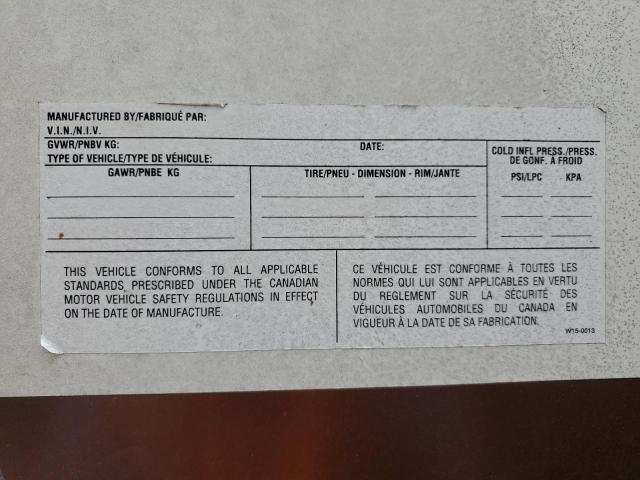 MANUFACTURED BY/FABRIQUÉ PAR:
V.I.N./N.I.V.
GVWR/PNBV KG: DATE:
TYPE OF VEHICLE/TYPE DE VÉHICULE:
COLD INFL PRESS./PRESS.
DE GONF. A FROID
GAWR/PNBE KG TIRE/PNEU - DIMENSION - RIM/JANTE PSI/LPC KPA
THIS VEHICLE CONFORMS TO ALL APPLICABLE
STANDARDS PRESCRIBED UNDER THE CANADIAN
MOTOR VEHICLE SAFETY REGULATIONS IN EFFECT
ON THE DATE OF MANUFACTURE.
CE VÉHICULE EST CONFORME À TOUTES LES
NORMES QUI LUI SONT APPLICABLES EN VERTU
DU REGLEMENT SUR LA SÉCURITÉ DES
VÉHICULES AUTOMOBILES DU CANADA EN
VIGUEUR À LA DATE DE SA FABRICATION.
W15-0013